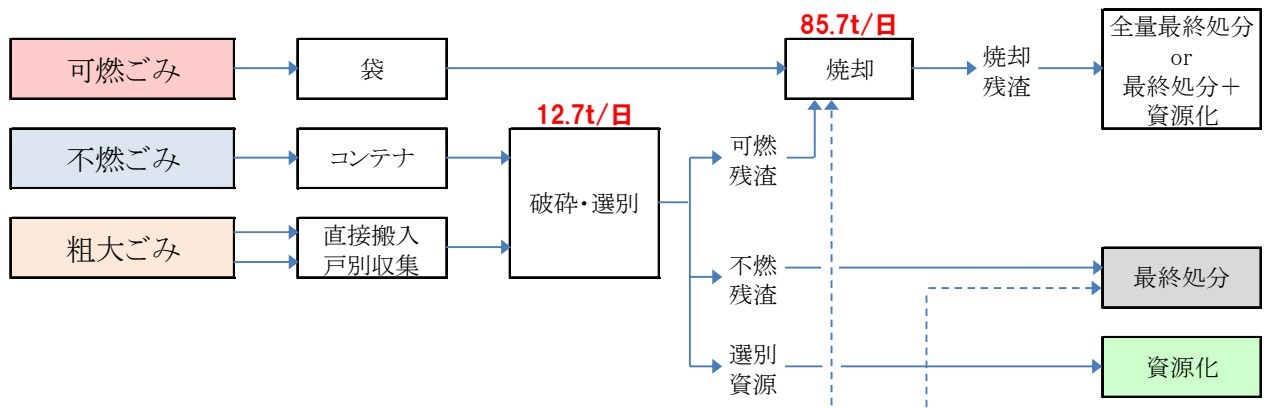 85.7t/日
可燃ごみ
袋
焼却
焼却
残渣
全量最終処分
or
最終処分＋
資源化
12.7t/日
不燃ごみ
コンテナ
破砕・選別
可燃
残渣
粗大ごみ
直接搬入
戸別収集
不燃
残渣
最終処分
選別
資源
資源化